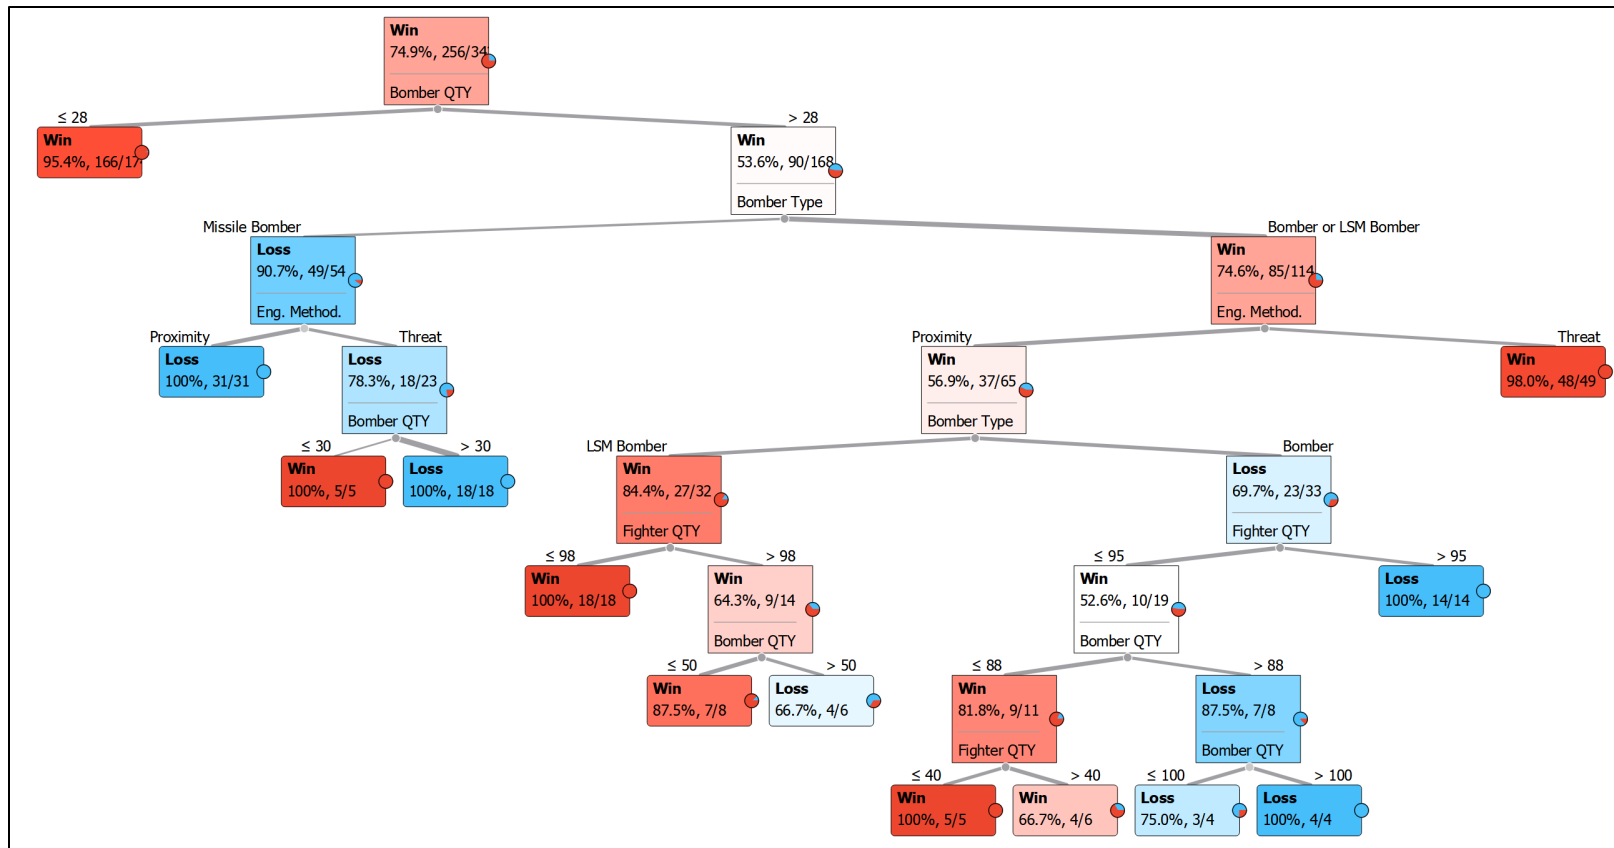 Win
74.9%, 256/34
Bomber QTY
≤ 28
> 28
Win
95.4%, 166/17
Win
53.6%, 90/168
Bomber Type
Missile Bomber
Bomber or LSM Bomber
Loss
90.7%, 49/54
Eng. Method.
Win
74.6%, 85/114
Eng. Method.
Proximity
Threat
Proximity
Threat
Loss
100%, 31/31
Loss
78.3%, 18/23
Bomber QTY
Win
56.9%, 37/65
Bomber Type
Win
98.0%, 48/49
≤ 30
> 30
LSM Bomber
Bomber
Win
100%, 5/5
Loss
100%, 18/18
Win
84.4%, 27/32
Fighter QTY
Loss
69.7%, 23/33
Fighter QTY
≤ 98
> 98
≤ 95
> 95
Win
100%, 18/18
Win
64.3%, 9/14
Bomber QTY
Win
52.6%, 10/19
Bomber QTY
Loss
100%, 14/14
≤ 50
> 50
≤ 88
> 88
Win
87.5%, 7/8
Loss
66.7%, 4/6
Win
81.8%, 9/11
Fighter QTY
Loss
87.5%, 7/8
Bomber QTY
≤ 40
> 40
≤ 100
> 100
Win
100%, 5/5
Win
66.7%, 4/6
Loss
75.0%, 3/4
Loss
100%, 4/4